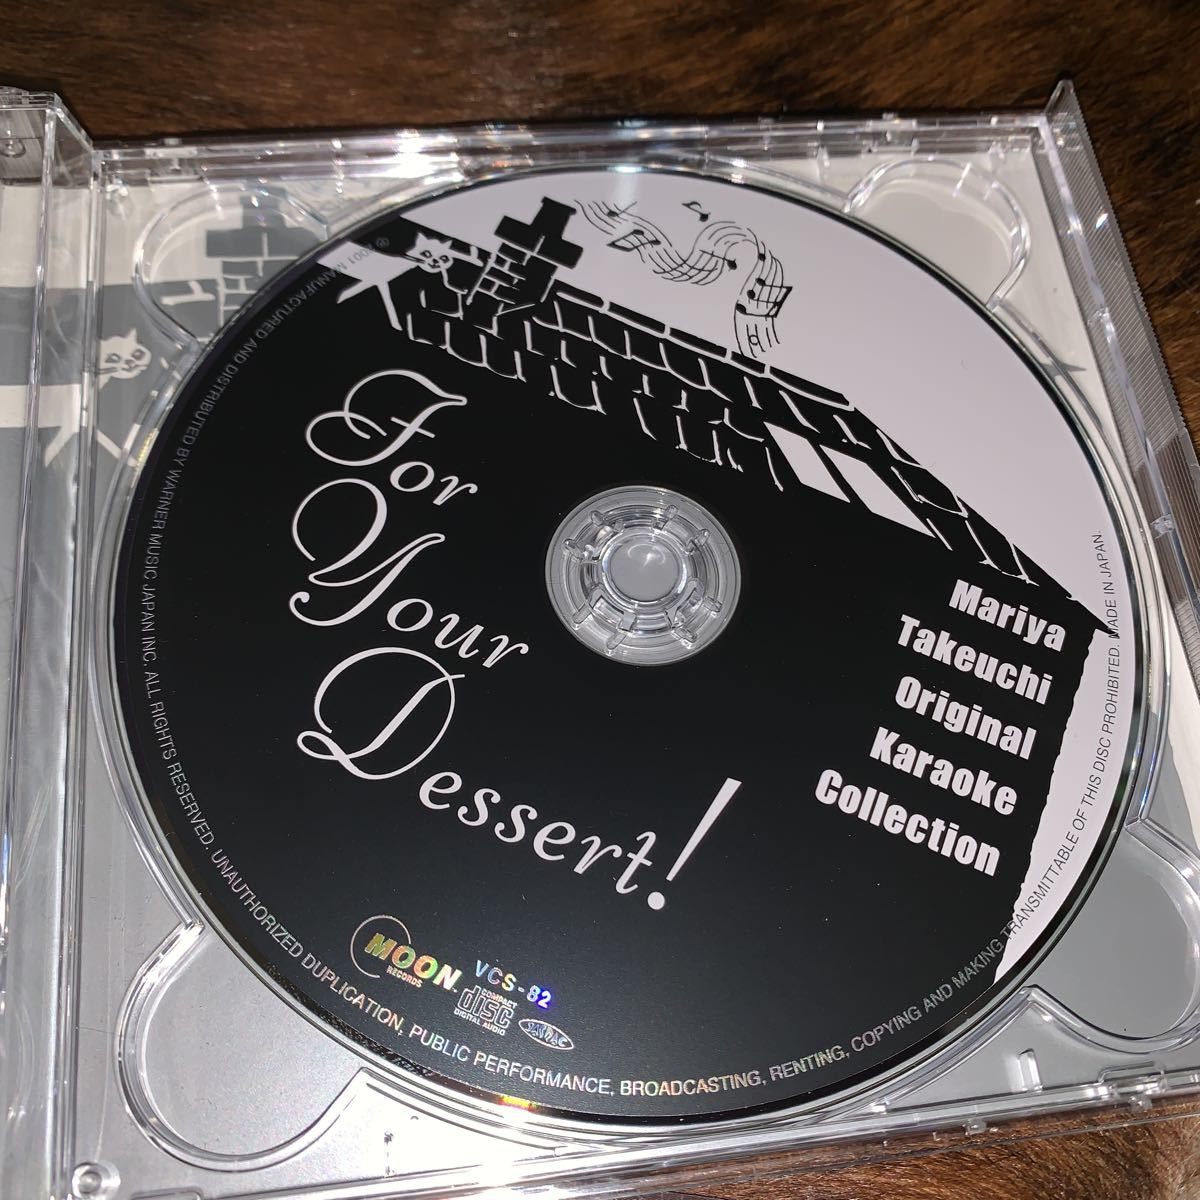 For
Your
Dessert!
Mariya
Takeuchi
Original
Karaoke
Collection
MOON
RECORDS
VCS-82
COMPACT
disc
DIGITAL AUDIO
℗ 2001 MANUFACTURED AND DISTRIBUTED BY WARNER MUSIC JAPAN INC. ALL RIGHTS RESERVED. UNAUTHORIZED DUPLICATION, PUBLIC PERFORMANCE, BROADCASTING, RENTING, COPYING AND MAKING TRANSMITTABLE OF THIS DISC PROHIBITED. MADE IN JAPAN.